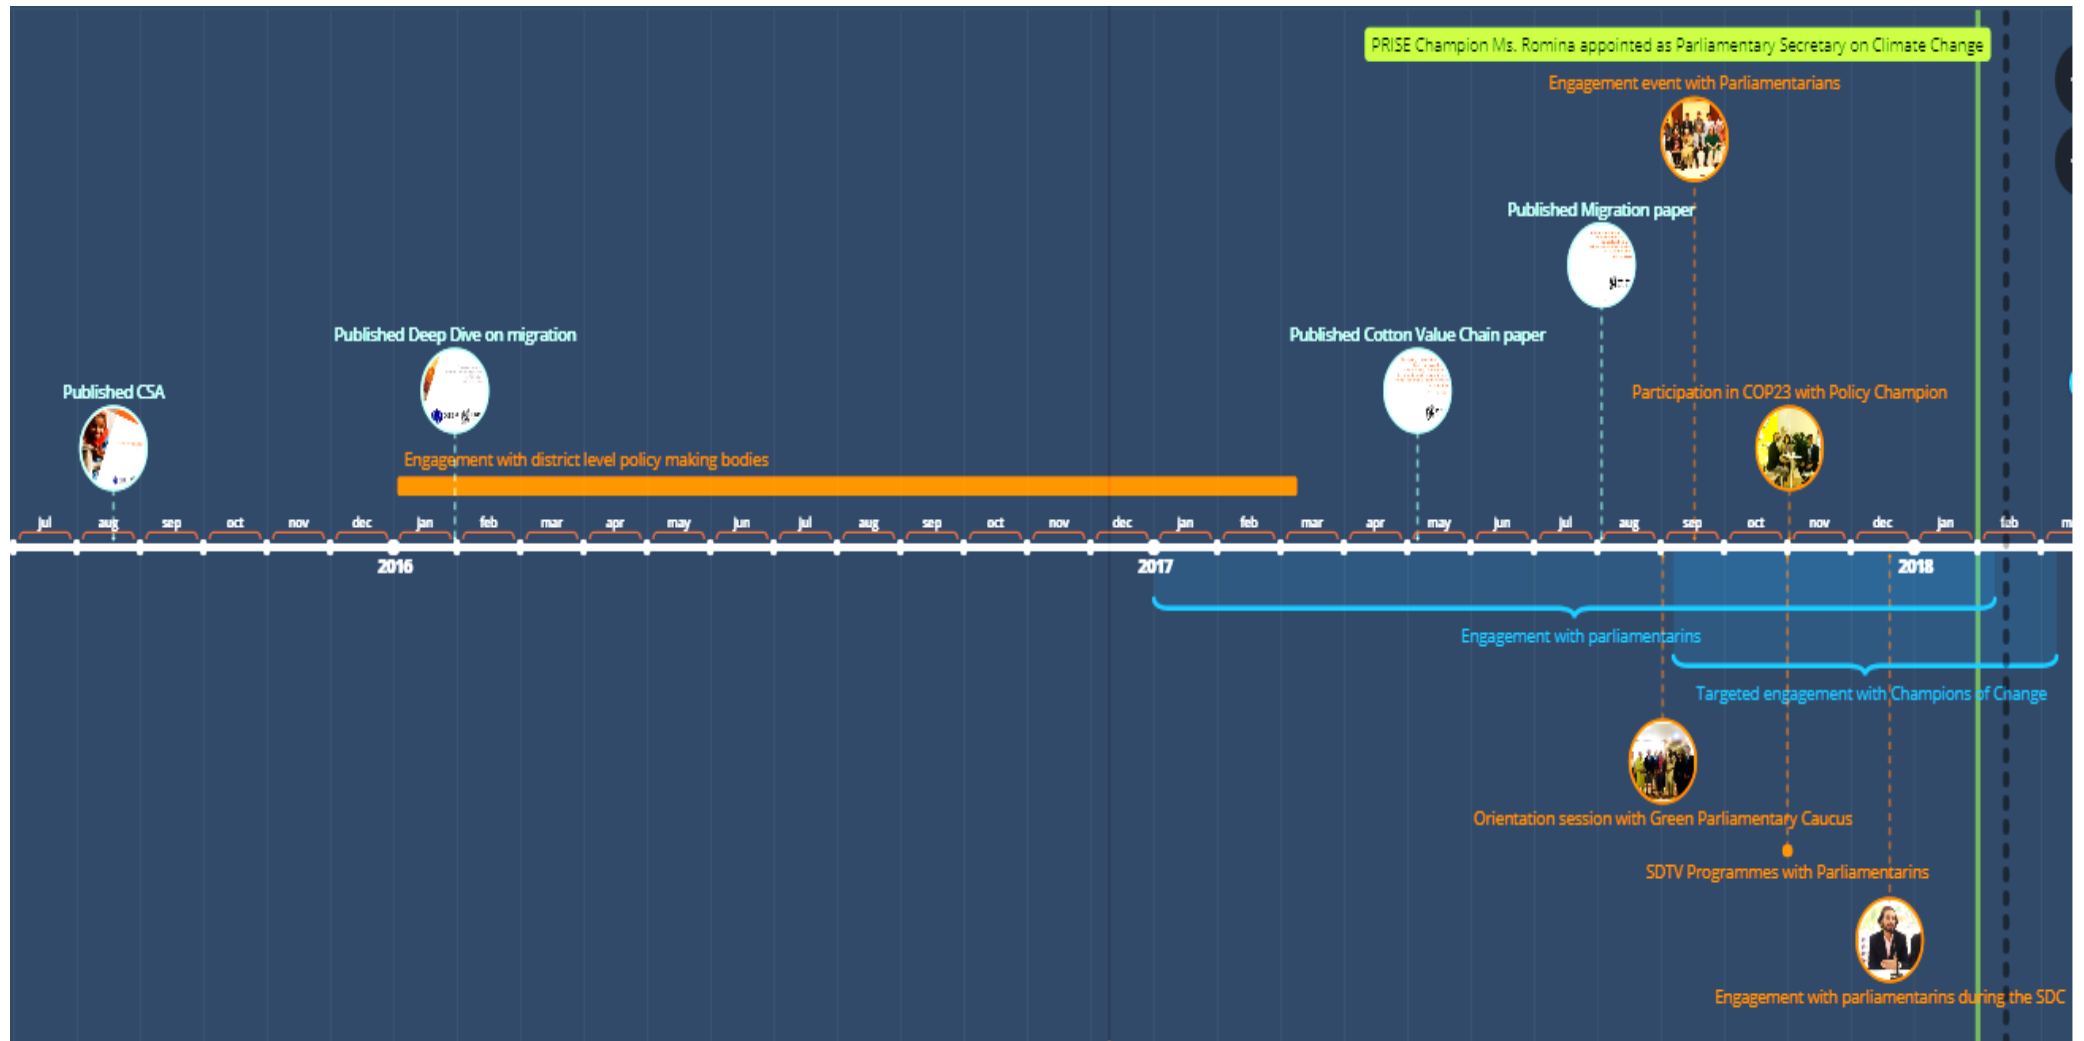 PRISE Champion Ms. Romina appointed as Parliamentary Secretary on Climate Change
Engagement event with Parliamentarians
Published Migration paper
Published Deep Dive on migration
Published Cotton Value Chain paper
Published CSA
Participation in COP23 with Policy Champion
Engagement with district level policy making bodies
jul aug sep oct nov dec jan feb mar apr may jun jul aug sep oct nov dec jan feb mar apr may jun jul aug sep oct nov dec jan feb m
2016 2017 2018
Engagement with parliamentarins
Targeted engagement with Champions of Change
Orientation session with Green Parliamentary Caucus
SDTV Programmes with Parliamentarins
Engagement with parliamentarins during the SDC